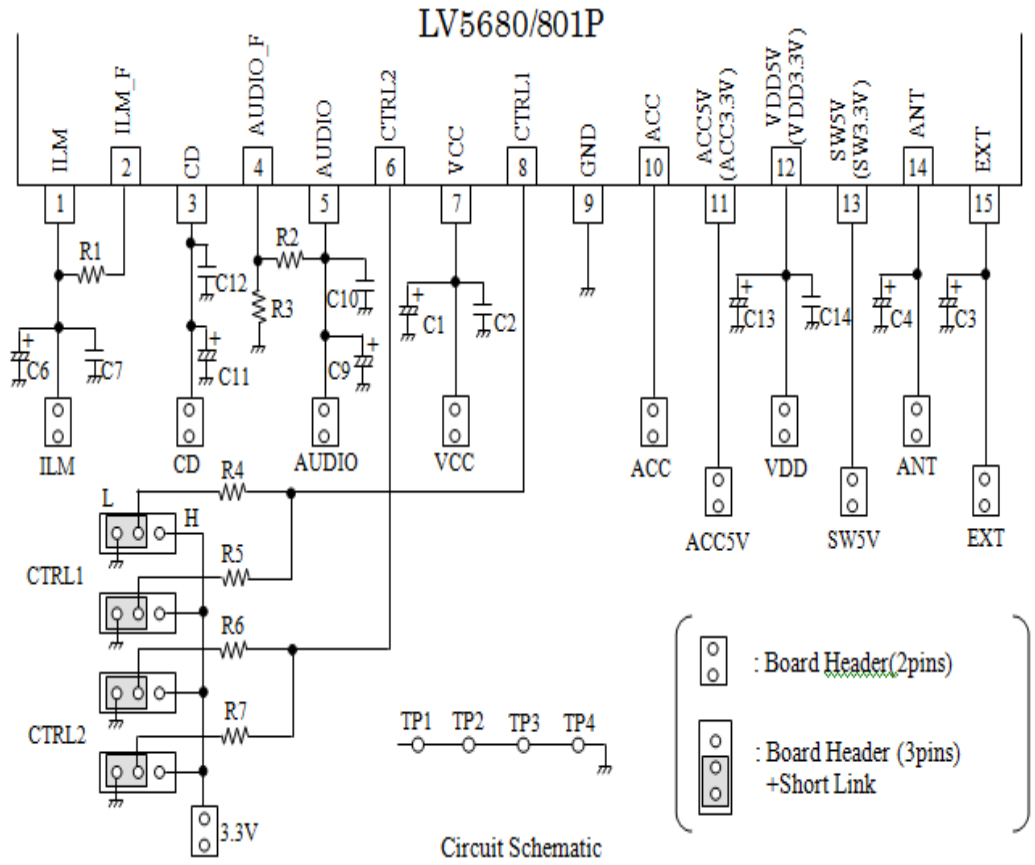 LV5680/801P
ILM
ILM_F
CD
AUDIO_F
AUDIO
CTRL2
VCC
CTRL1
GND
ACC
ACC5V
(ACC3.3V)
VDD5V
(VDD3.3V)
SW5V
(SW3.3V)
ANT
EXT
1
2
3
4
5
6
7
8
9
10
11
12
13
14
15
R1
C12
R2
R3
C10
C1
C2
C13
C14
C4
C3
C6
C7
C11
C9
+
+
+
+
+
+
+
ILM
CD
AUDIO
VCC
ACC
VDD
ANT
ACC5V
SW5V
EXT
L
H
R4
CTRL1
R5
R6
CTRL2
R7
3.3V
TP1
TP2
TP3
TP4
: Board Header(2pins)
: Board Header (3pins)
+Short Link
Circuit Schematic